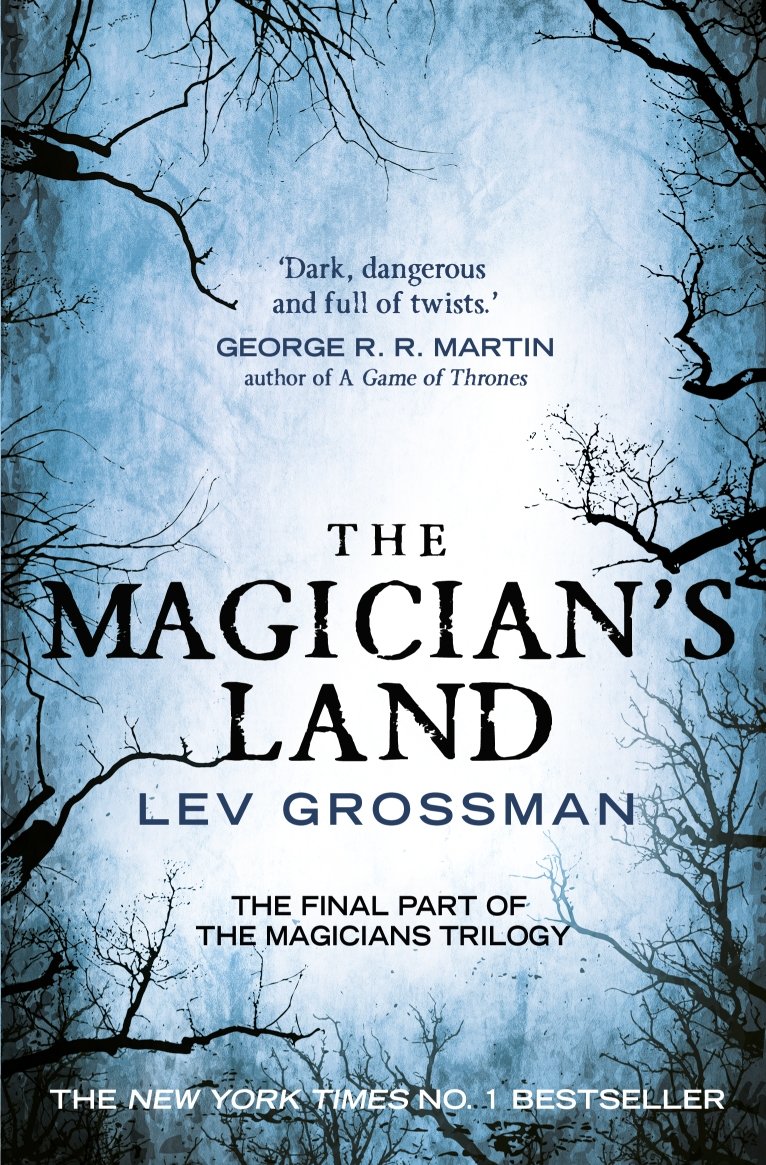 ‘Dark, dangerous
and full of twists.’
GEORGE R. R. MARTIN
author of A Game of Thrones
THE
MAGICIAN’S
LAND
LEV GROSSMAN
THE FINAL PART OF
THE MAGICIANS TRILOGY
THE NEW YORK TIMES NO. 1 BESTSELLER